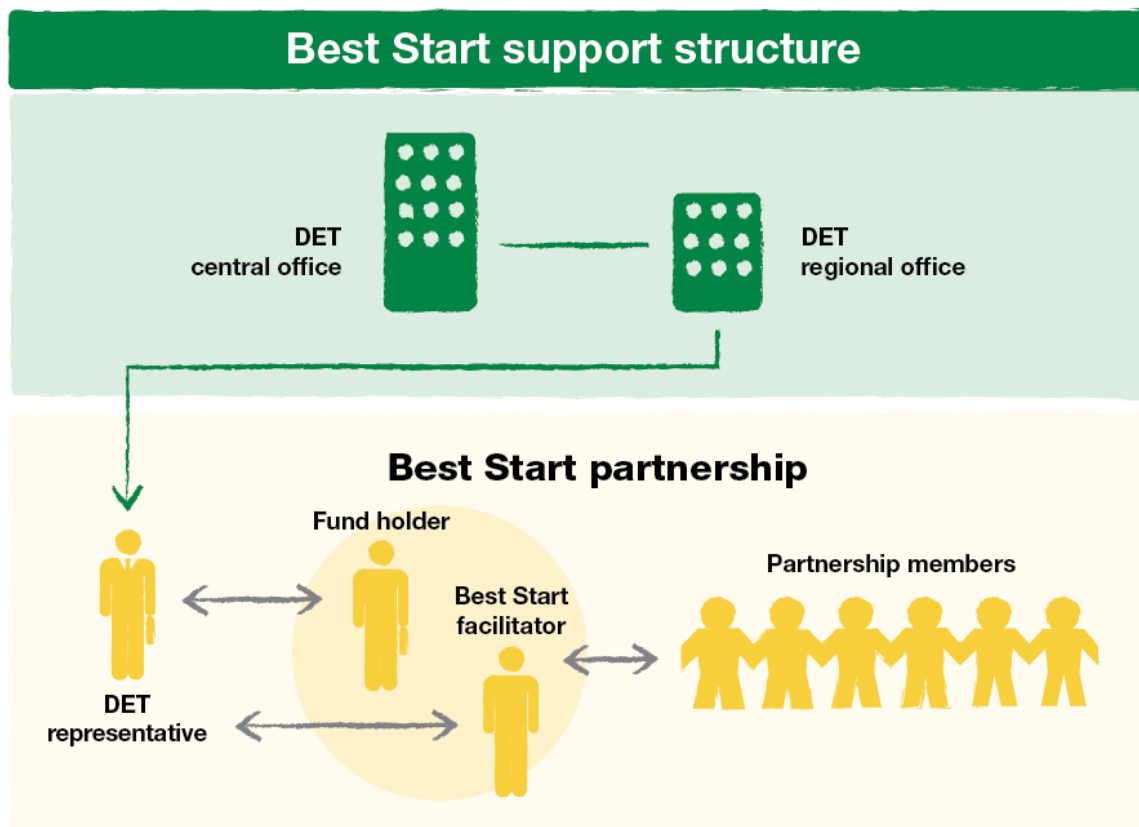 Best Start support structure
DET
central office
DET
regional office
Best Start partnership
Fund holder
Best Start
facilitator
Partnership members
DET
representative